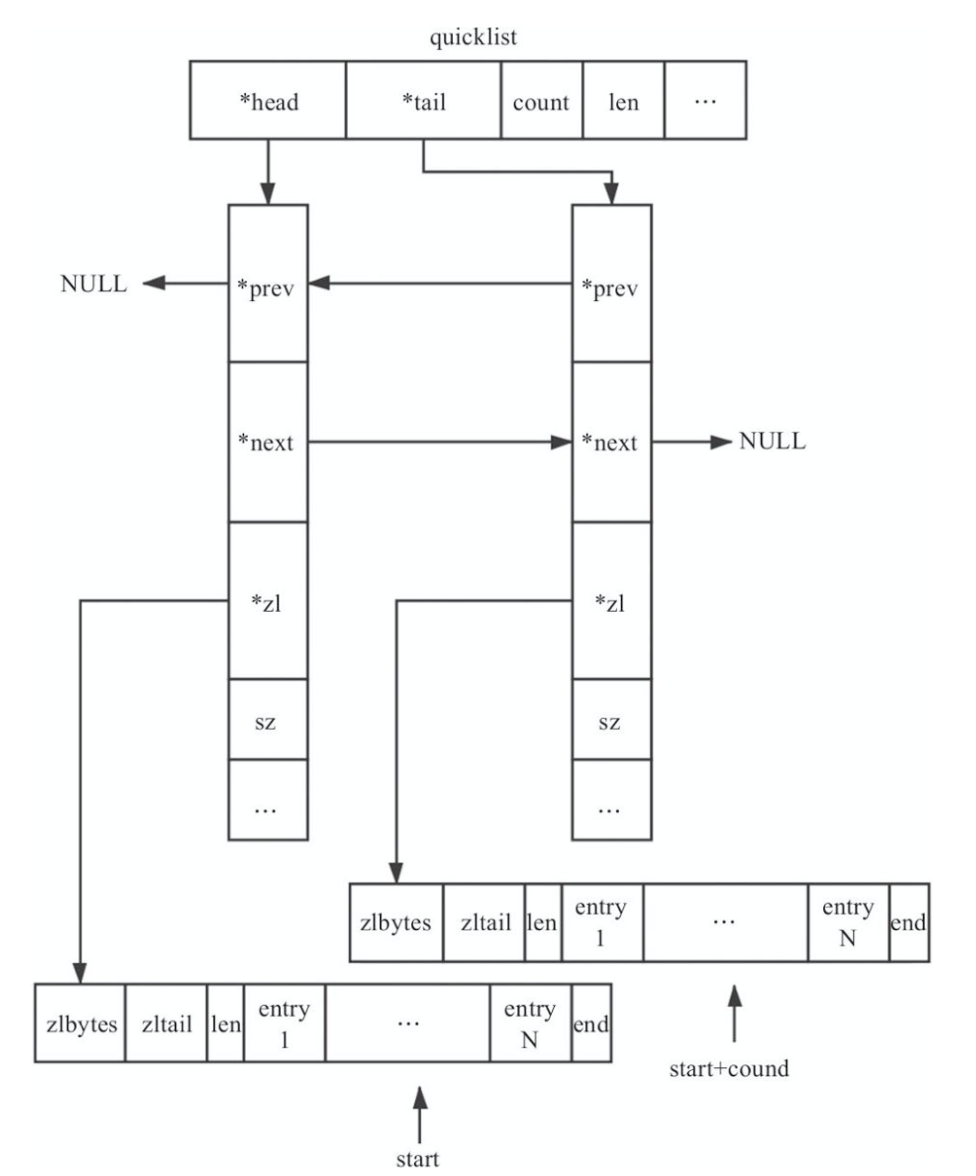 quicklist
*head *tail count len ...
NULL *prev *prev
*next *next NULL
*zl *zl
sz sz
... ...
zlbytes zltail len entry 1 ... entry N end
zlbytes zltail len entry 1 ... entry N end
start+cound
start